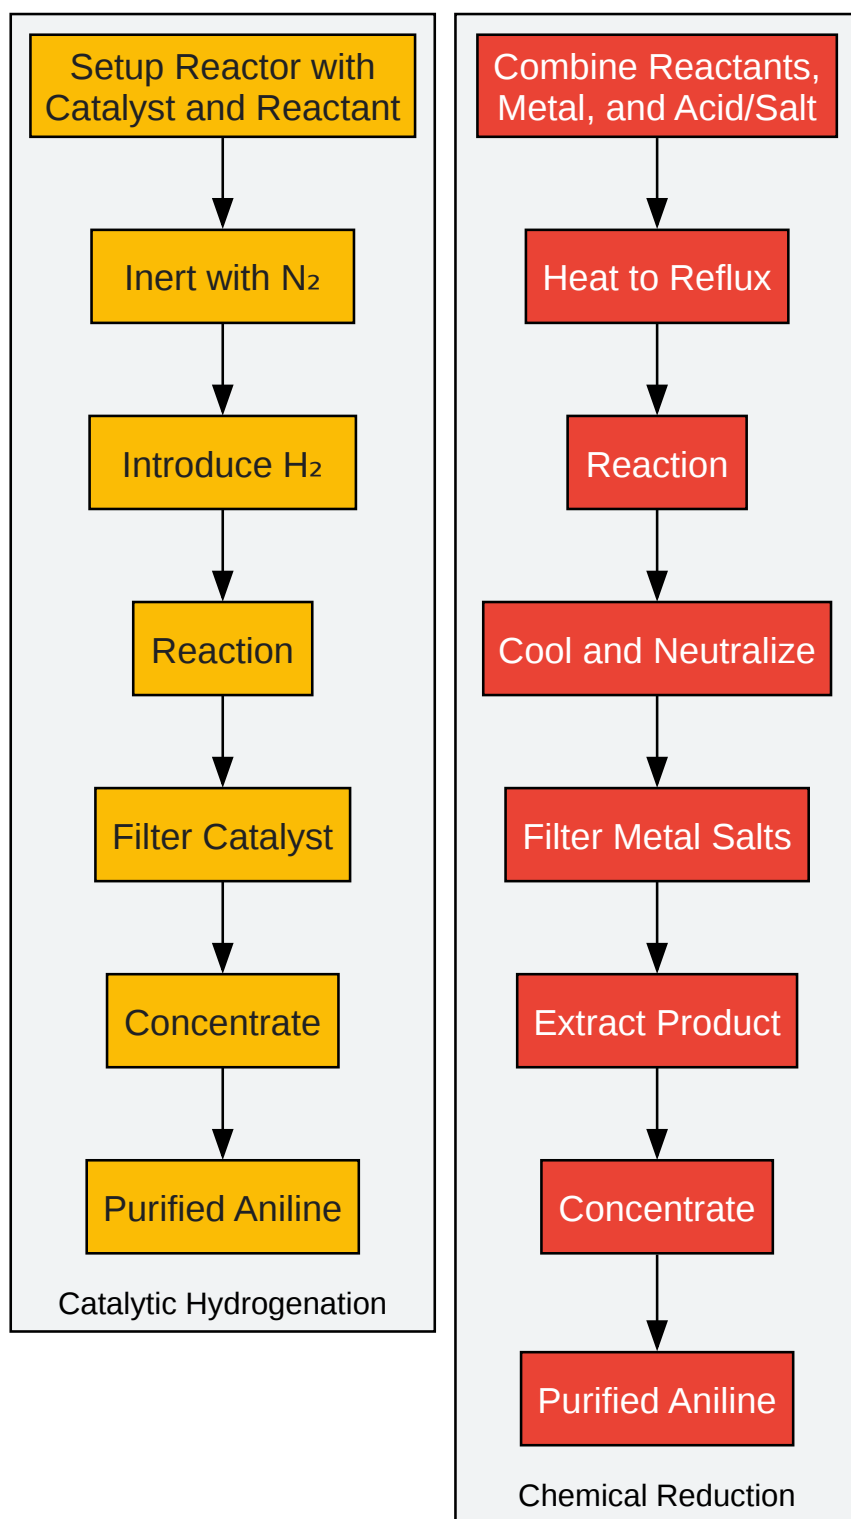 Setup Reactor with
Catalyst and Reactant
Inert with N₂
Introduce H₂
Reaction
Filter Catalyst
Concentrate
Purified Aniline
Catalytic Hydrogenation
Combine Reactants,
Metal, and Acid/Salt
Heat to Reflux
Reaction
Cool and Neutralize
Filter Metal Salts
Extract Product
Concentrate
Purified Aniline
Chemical Reduction